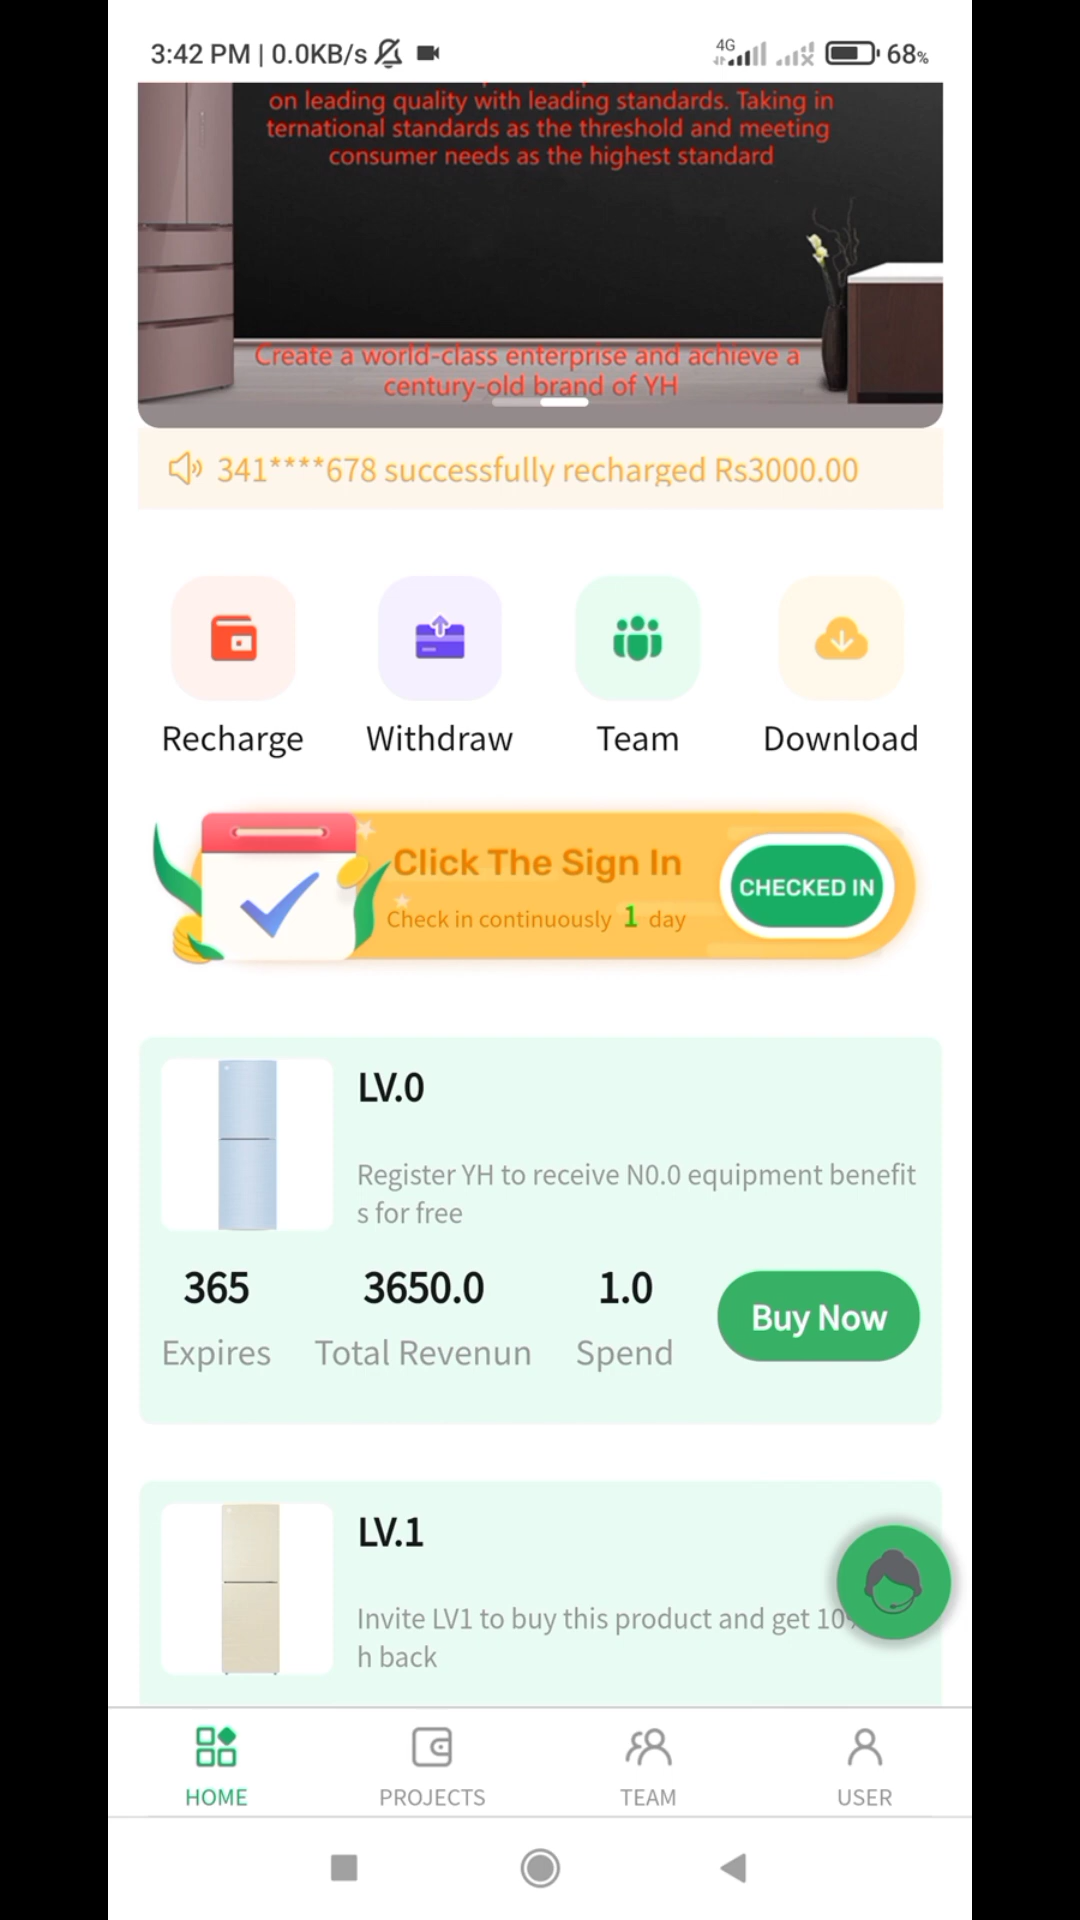 3:42 PM | 0.0KB/s
4G
68%
on leading quality with leading standards. Taking in
ternational standards as the threshold and meeting
consumer needs as the highest standard
Create a world-class enterprise and achieve a
century-old brand of YH
341****678 successfully recharged Rs3000.00
Recharge Withdraw Team Download
Click The Sign In
Check in continuously 1 day
CHECKED IN
LV.0
Register YH to receive N0.0 equipment benefit
s for free
365 3650.0 1.0
Expires Total Revenun Spend
Buy Now
LV.1
Invite LV1 to buy this product and get 10
h back
HOME PROJECTS TEAM USER